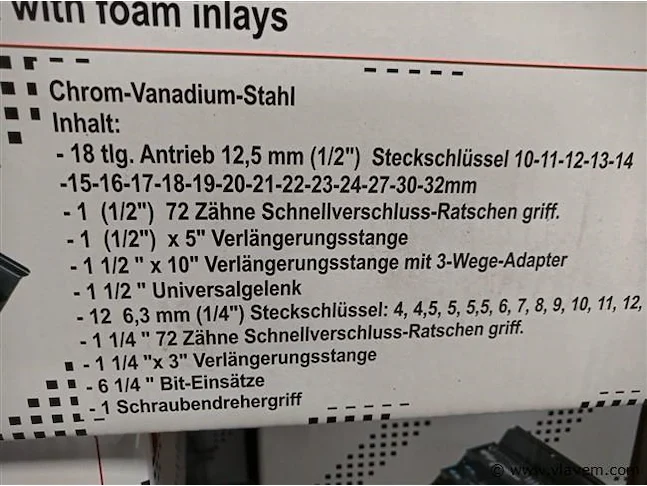 with foam inlays
Chrom-Vanadium-Stahl
Inhalt:
- 18 tlg. Antrieb 12,5 mm (1/2") Steckschlüssel 10-11-12-13-14
-15-16-17-18-19-20-21-22-23-24-27-30-32mm
- 1 (1/2") 72 Zähne Schnellverschluss-Ratschen griff.
- 1 (1/2") x 5" Verlängerungsstange
- 1 1/2 " x 10" Verlängerungsstange mit 3-Wege-Adapter
- 1 1/2 " Universalgelenk
- 12 6,3 mm (1/4") Steckschlüssel: 4, 4,5, 5, 5,5, 6, 7, 8, 9, 10, 11, 12,
- 1 1/4 " 72 Zähne Schnellverschluss-Ratschen griff.
- 1 1/4 "x 3" Verlängerungsstange
- 6 1/4 " Bit-Einsätze
- 1 Schraubendrehergriff
© www.vlavem.com